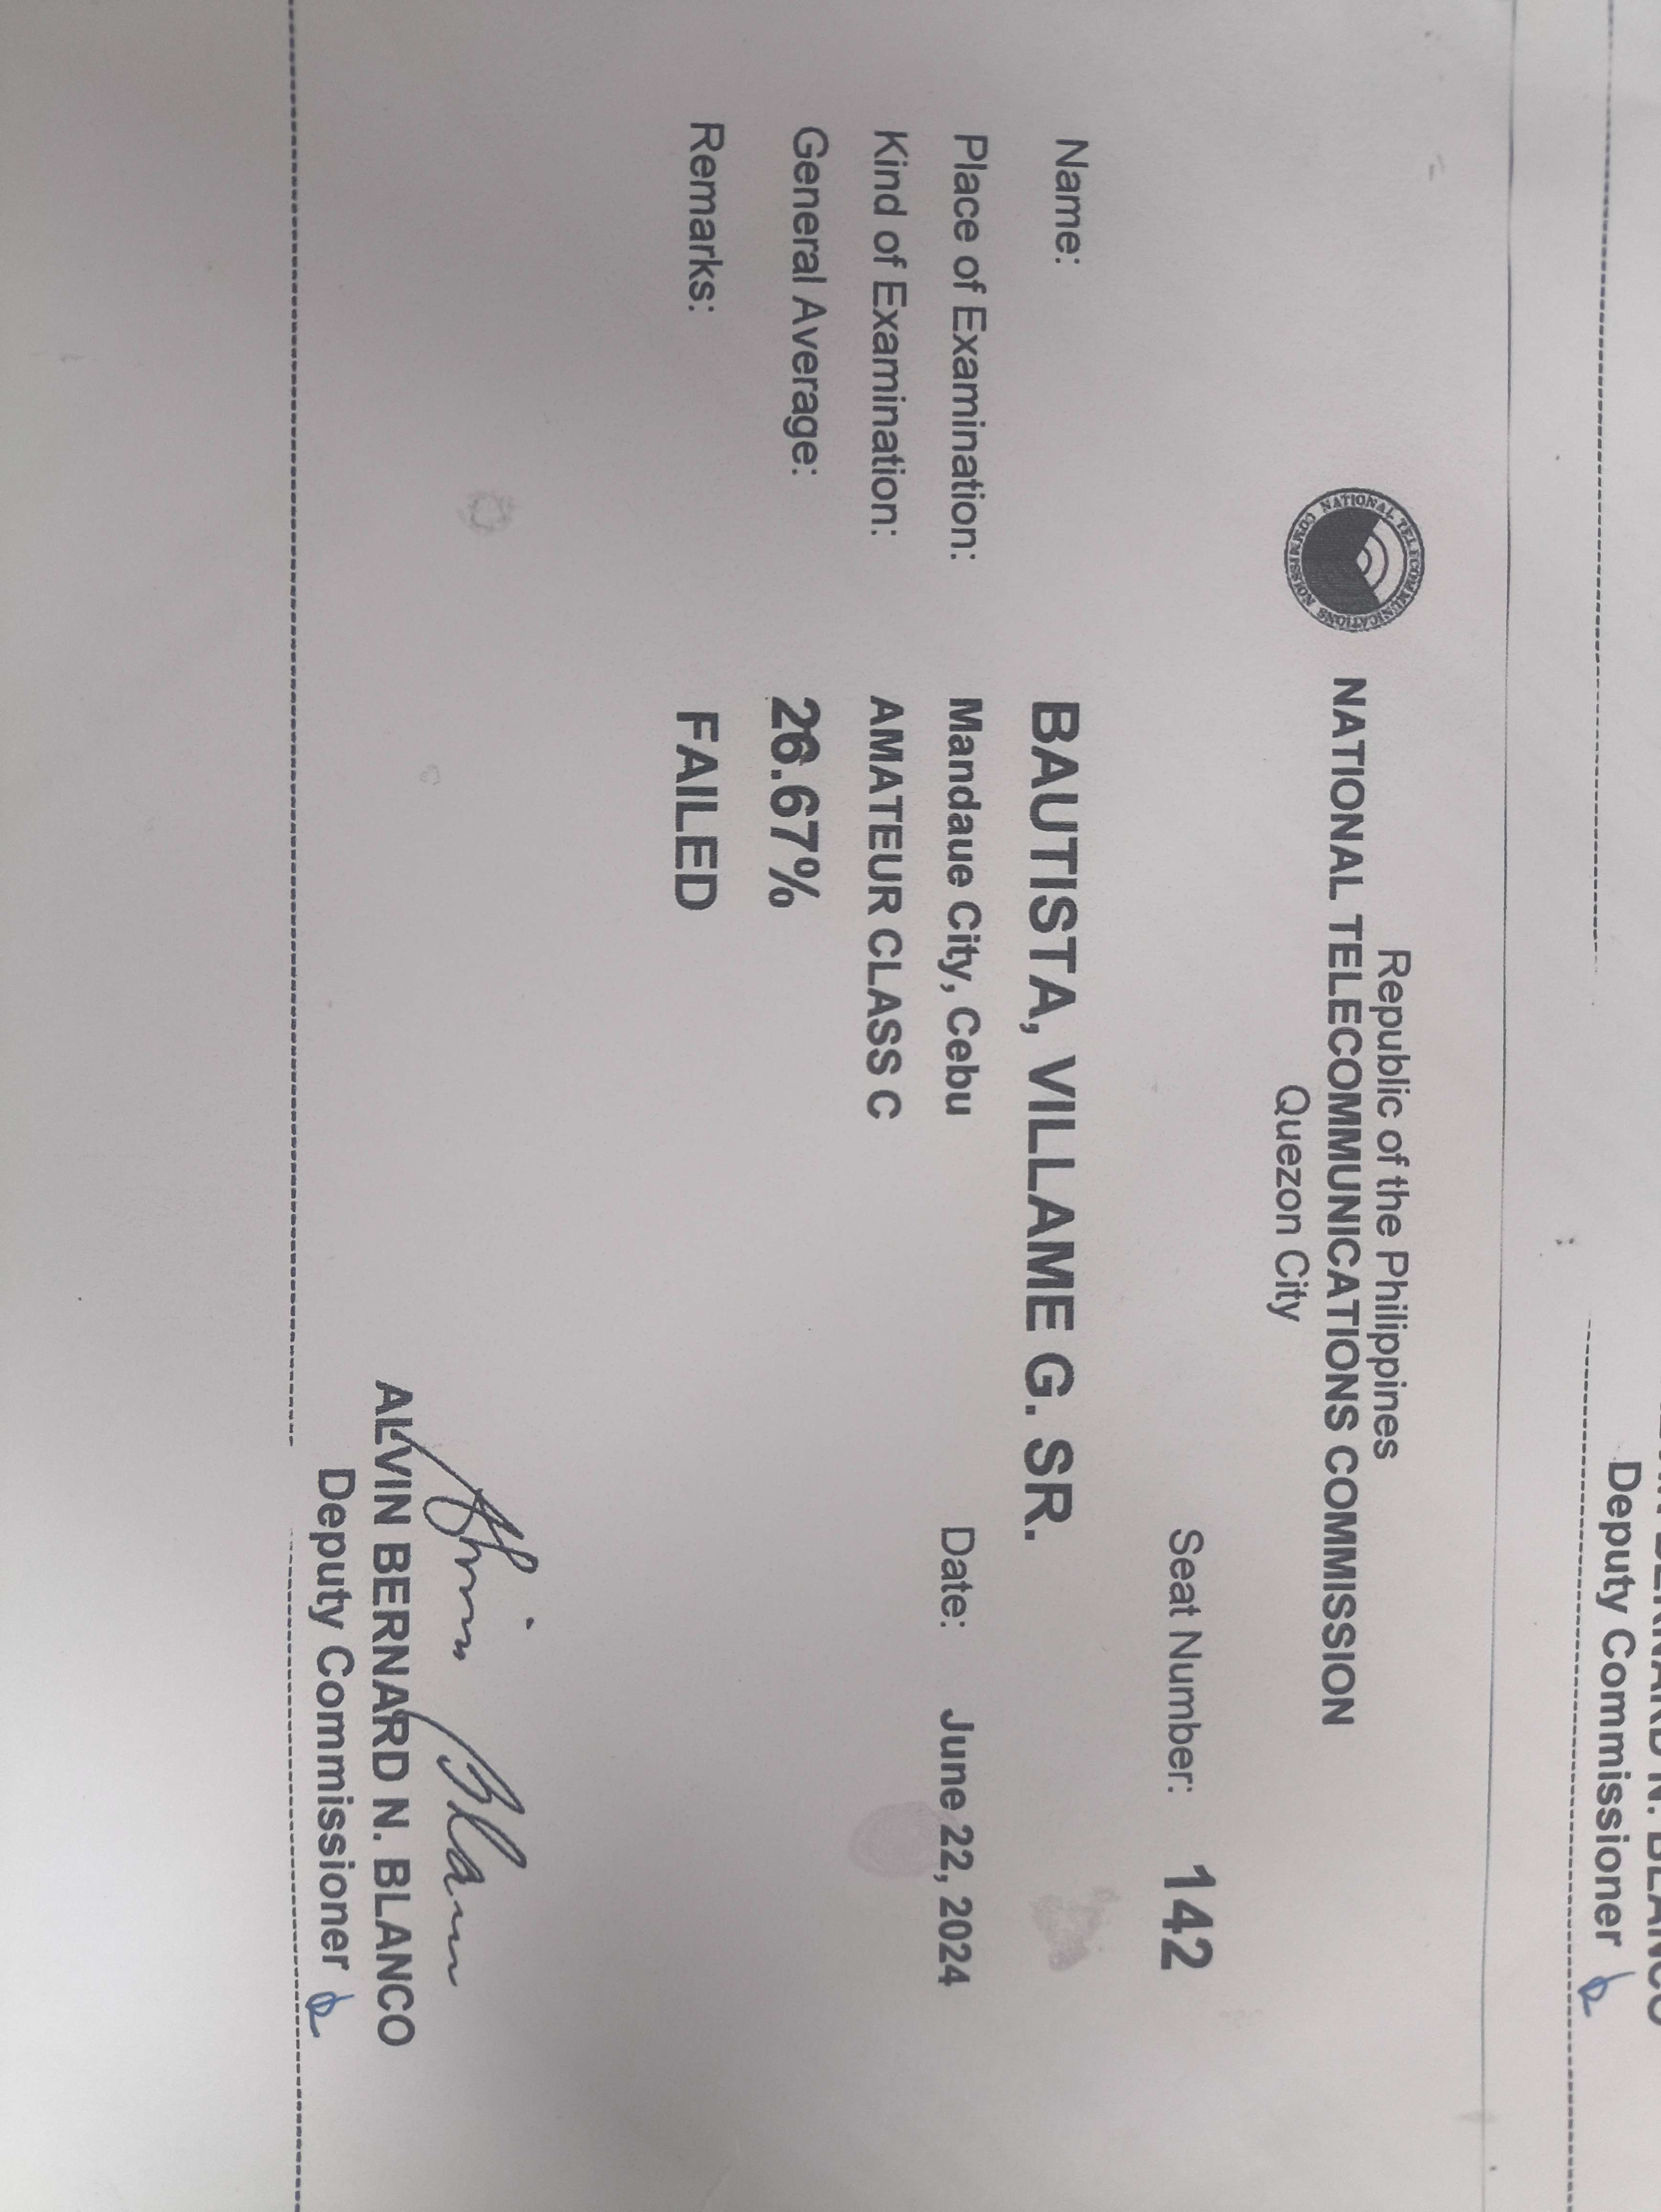 Deputy Commissioner
Republic of the Philippines
NATIONAL TELECOMMUNICATIONS COMMISSION
Quezon City
NATIONAL TELECOMMUNICATIONS COMMISSION
Seat Number: 142
Name: BAUTISTA, VILLAME G. SR.
Place of Examination: Mandaue City, Cebu Date: June 22, 2024
Kind of Examination: AMATEUR CLASS C
General Average: 26.67%
Remarks: FAILED
ALVIN BERNARD N. BLANCO
Deputy Commissioner